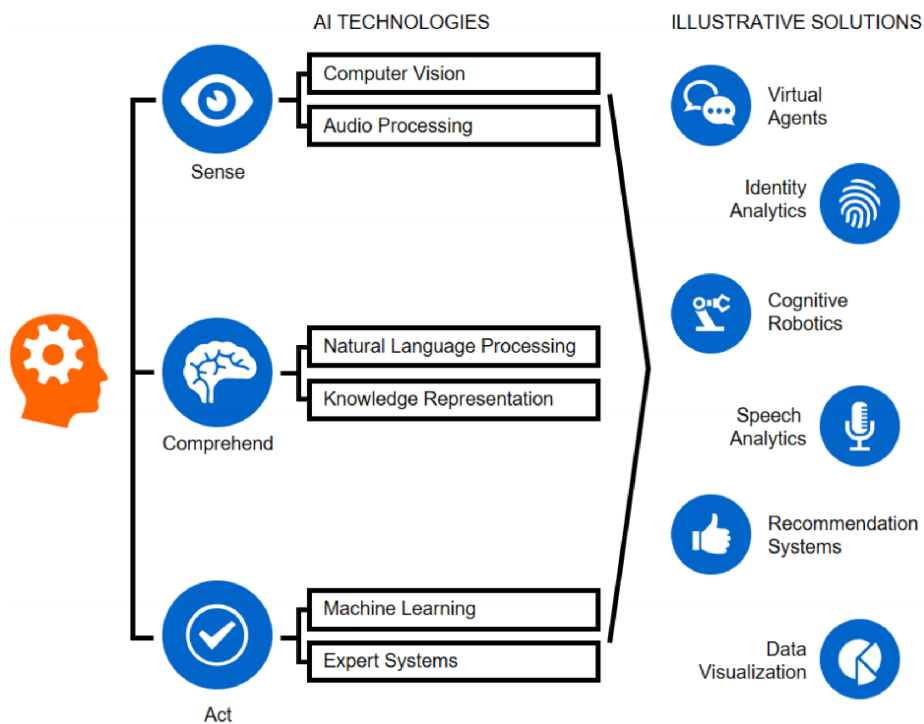 AI TECHNOLOGIES
ILLUSTRATIVE SOLUTIONS
Sense
Computer Vision
Audio Processing
Comprehend
Natural Language Processing
Knowledge Representation
Act
Machine Learning
Expert Systems
Virtual
Agents
Identity
Analytics
Cognitive
Robotics
Speech
Analytics
Recommendation
Systems
Data
Visualization